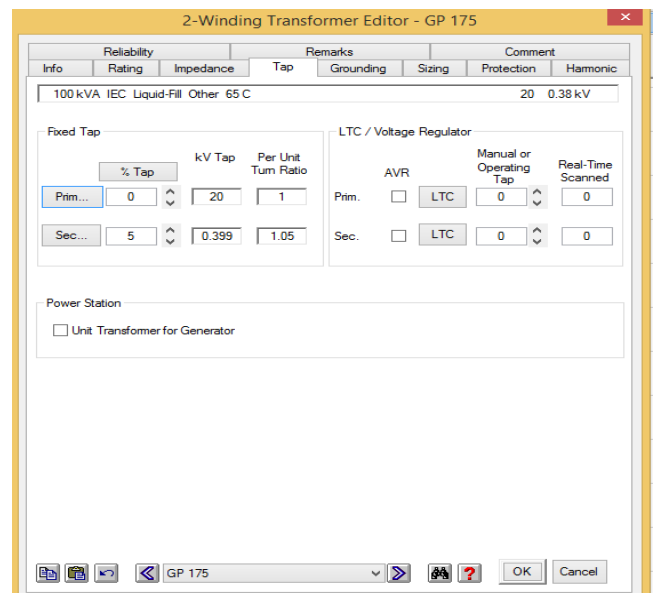 2-Winding Transformer Editor - GP 175
Reliability Remarks Comment
Info Rating Impedance Tap Grounding Sizing Protection Harmonic
100 kVA IEC Liquid-Fill Other 65 C 20 0.38 kV
Fixed Tap
% Tap kV Tap Per Unit Turn Ratio
Prim... 0 20 1
Sec... 5 0.399 1.05
LTC / Voltage Regulator
AVR Manual or Operating Tap Real-Time Scanned
Prim. LTC 0 0
Sec. LTC 0 0
Power Station
Unit Transformer for Generator
GP 175 ? OK Cancel